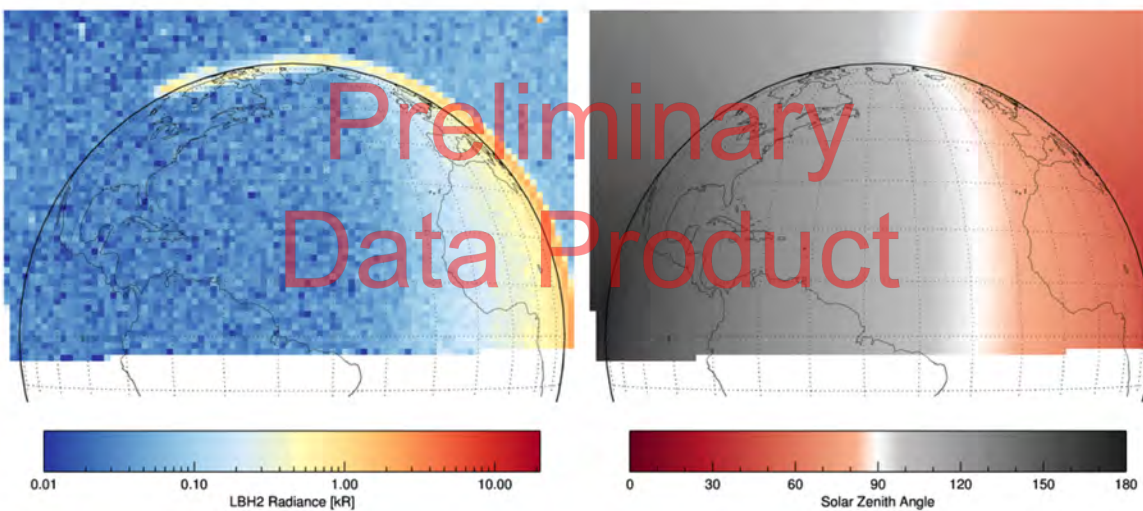 Preliminary
Data Product
0.01 0.10 1.00 10.00
LBH2 Radiance [kR]
0 30 60 90 120 150 180
Solar Zenith Angle